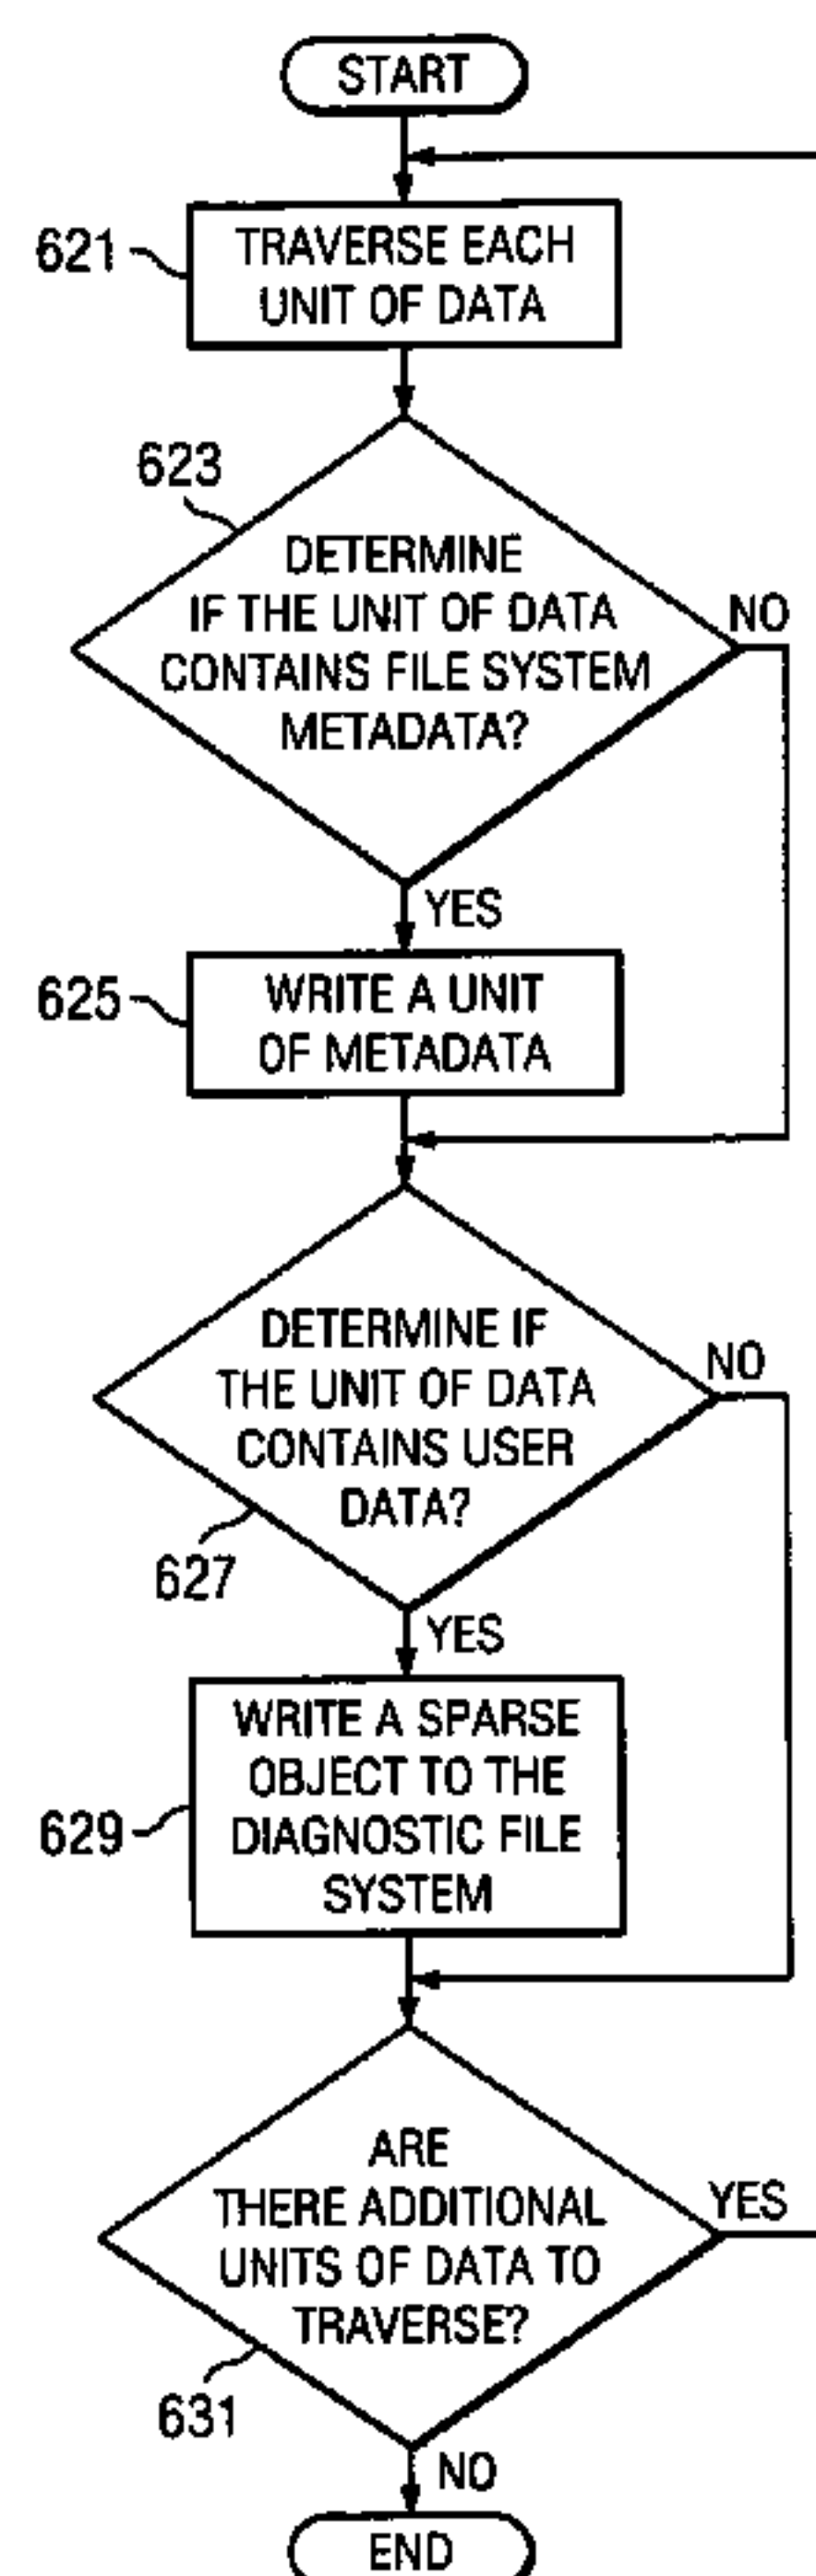 START
621
TRAVERSE EACH
UNIT OF DATA
623
DETERMINE
IF THE UNIT OF DATA
CONTAINS FILE SYSTEM
METADATA?
NO
YES
625
WRITE A UNIT
OF METADATA
DETERMINE IF
THE UNIT OF DATA
CONTAINS USER
DATA?
NO
627
YES
629
WRITE A SPARSE
OBJECT TO THE
DIAGNOSTIC FILE
SYSTEM
ARE
THERE ADDITIONAL
UNITS OF DATA TO
TRAVERSE?
YES
631
NO
END